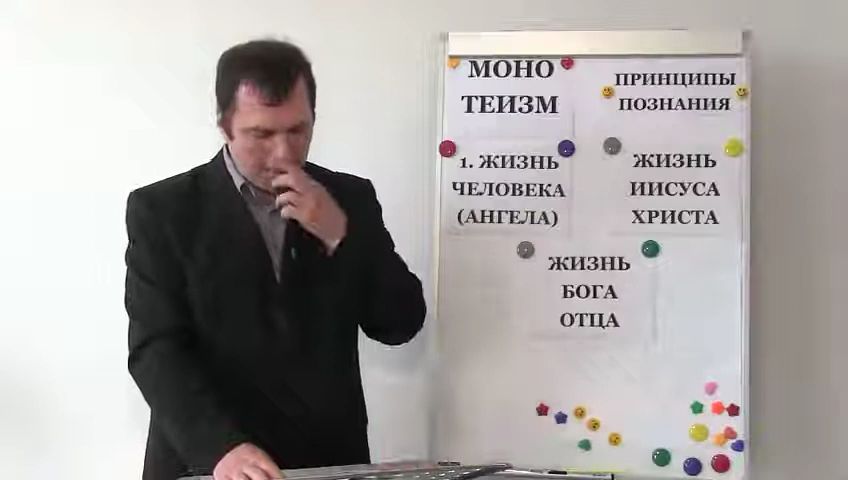 МОНО
ТЕИЗМ
ПРИНЦИПЫ
ПОЗНАНИЯ
1. ЖИЗНЬ
ЧЕЛОВЕКА
(АНГЕЛА)
ЖИЗНЬ
ИИСУСА
ХРИСТА
ЖИЗНЬ
БОГА
ОТЦА